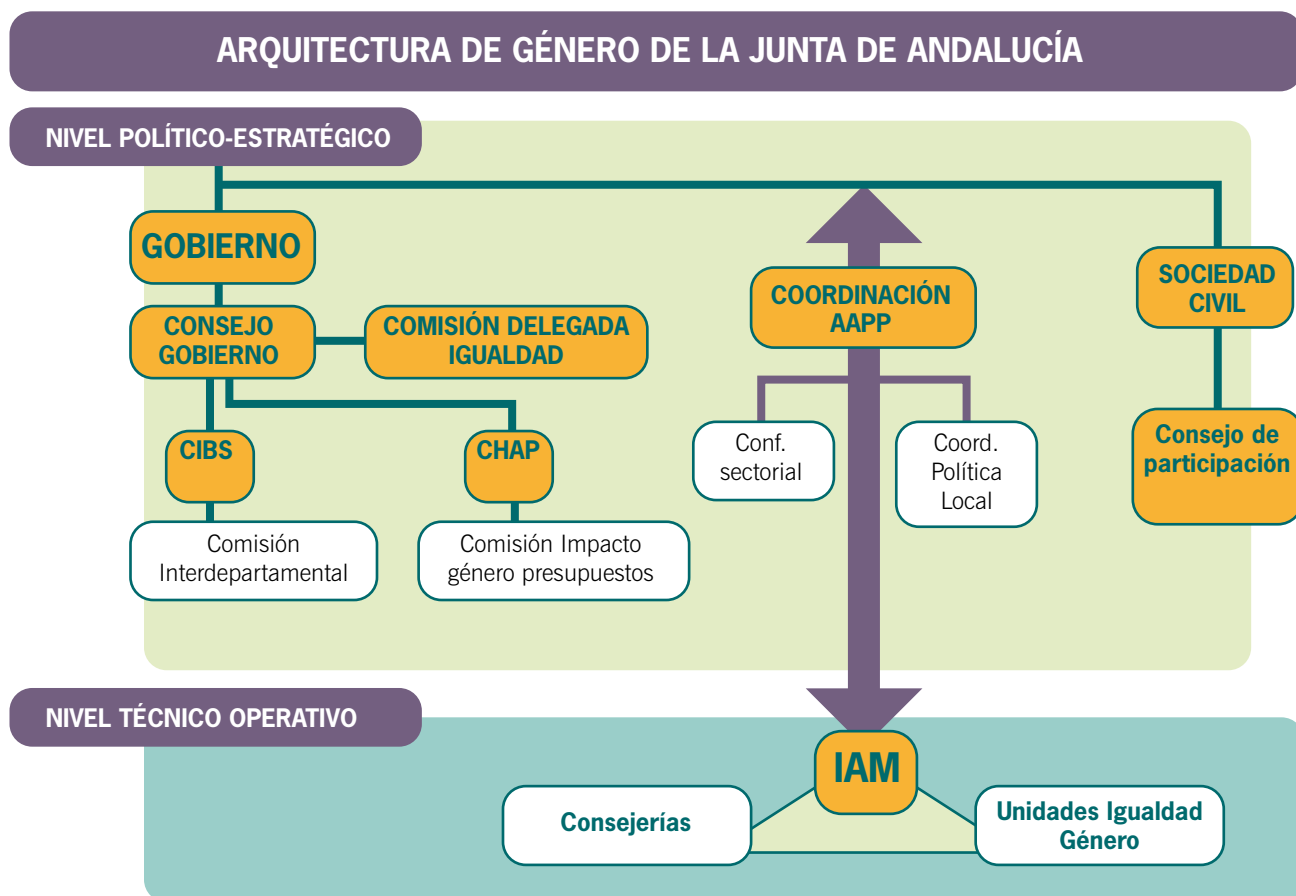 ARQUITECTURA DE GÉNERO DE LA JUNTA DE ANDALUCÍA
NIVEL POLÍTICO-ESTRATÉGICO
GOBIERNO
CONSEJO
GOBIERNO
COMISIÓN DELEGADA
IGUALDAD
CIBS
CHAP
Comisión
Interdepartamental
Comisión Impacto
género presupuestos
COORDINACIÓN
AAPP
Conf.
sectorial
Coord.
Política
Local
SOCIEDAD
CIVIL
Consejo de
participación
NIVEL TÉCNICO OPERATIVO
IAM
Consejerías
Unidades Igualdad
Género